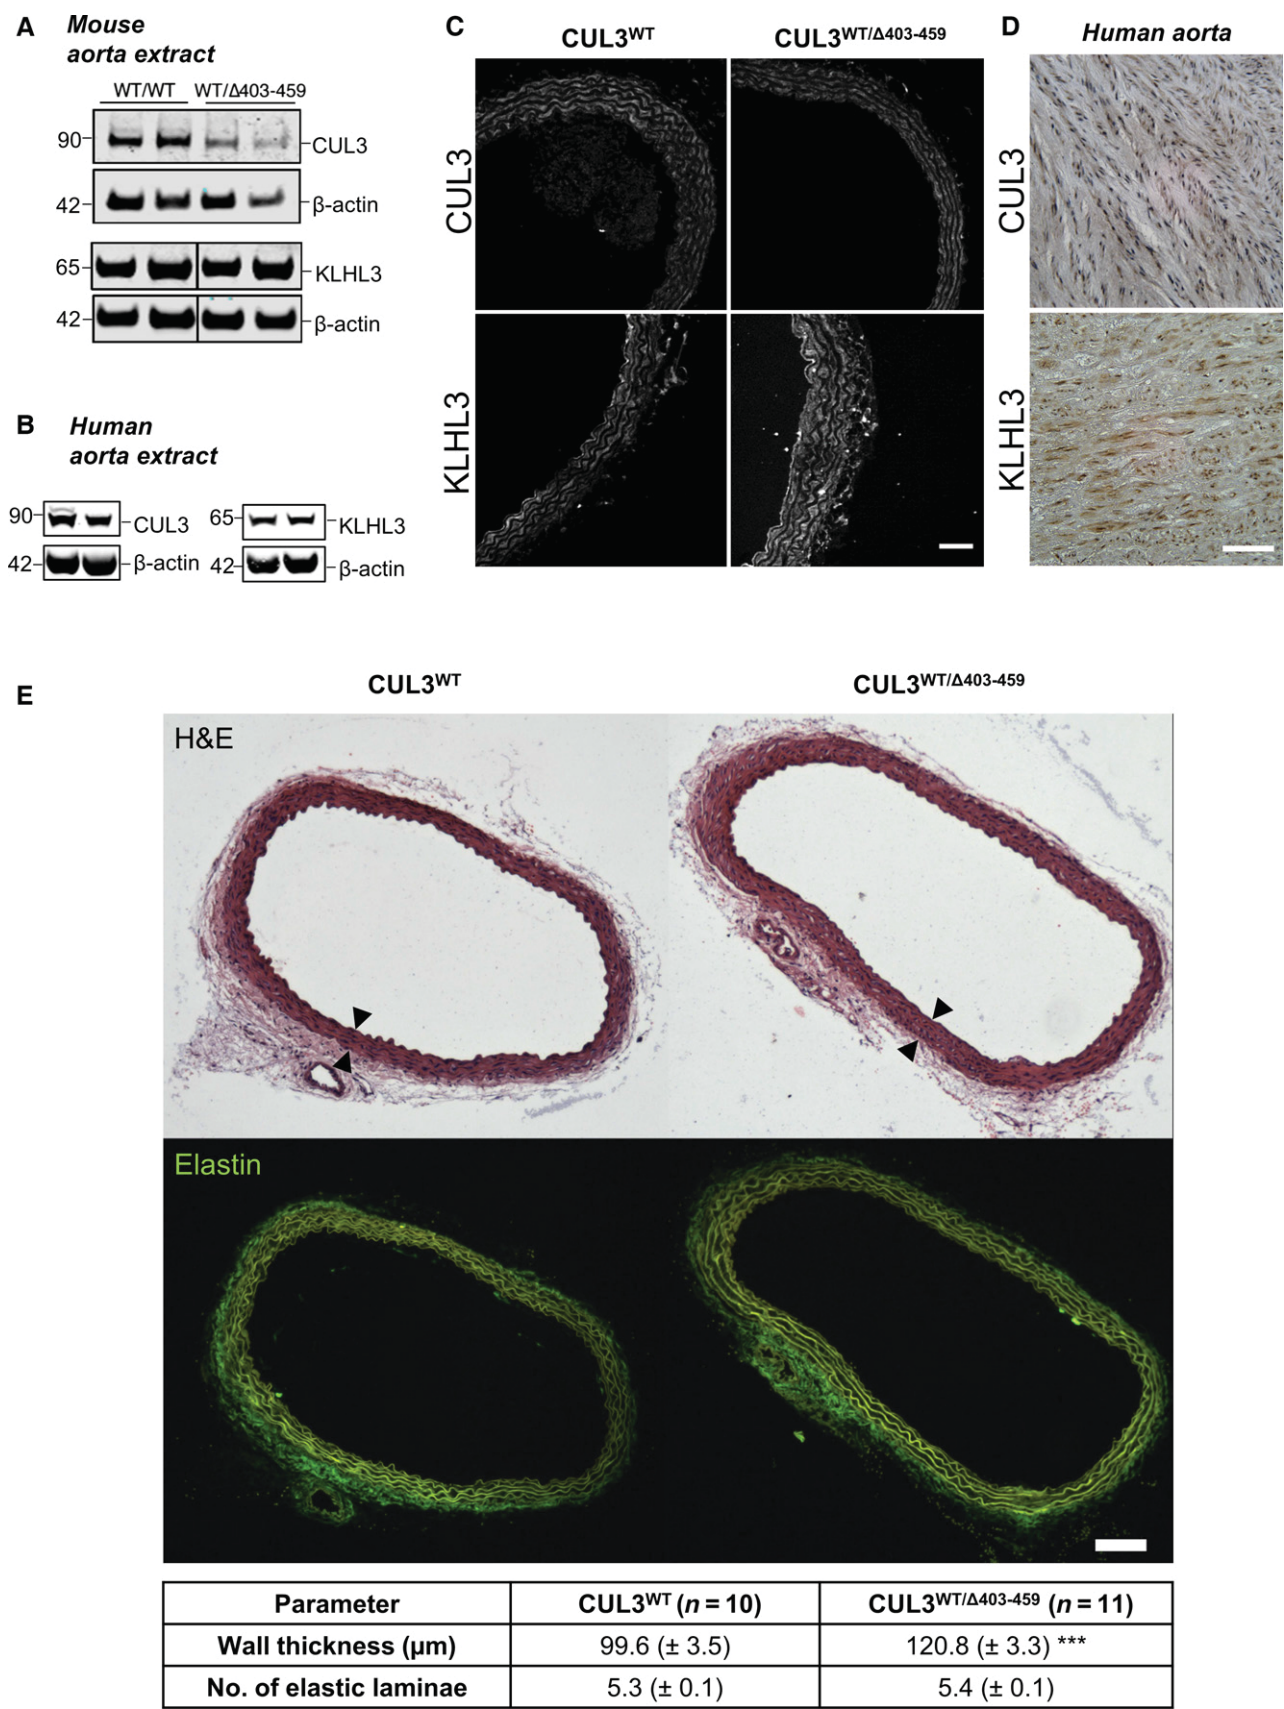 A
Mouse
aorta extract
WT/WT WT/Δ403-459
90 CUL3
42 β-actin
65 KLHL3
42 β-actin
B
Human
aorta extract
90 CUL3
42 β-actin
65 KLHL3
42 β-actin
C
CUL3WT CUL3WT/Δ403-459
CUL3
KLHL3
D
Human aorta
CUL3
KLHL3
E
CUL3WT CUL3WT/Δ403-459
H&E
Elastin
Parameter CUL3WT (n = 10) CUL3WT/Δ403-459 (n = 11)
Wall thickness (µm) 99.6 (± 3.5) 120.8 (± 3.3) ***
No. of elastic laminae 5.3 (± 0.1) 5.4 (± 0.1)